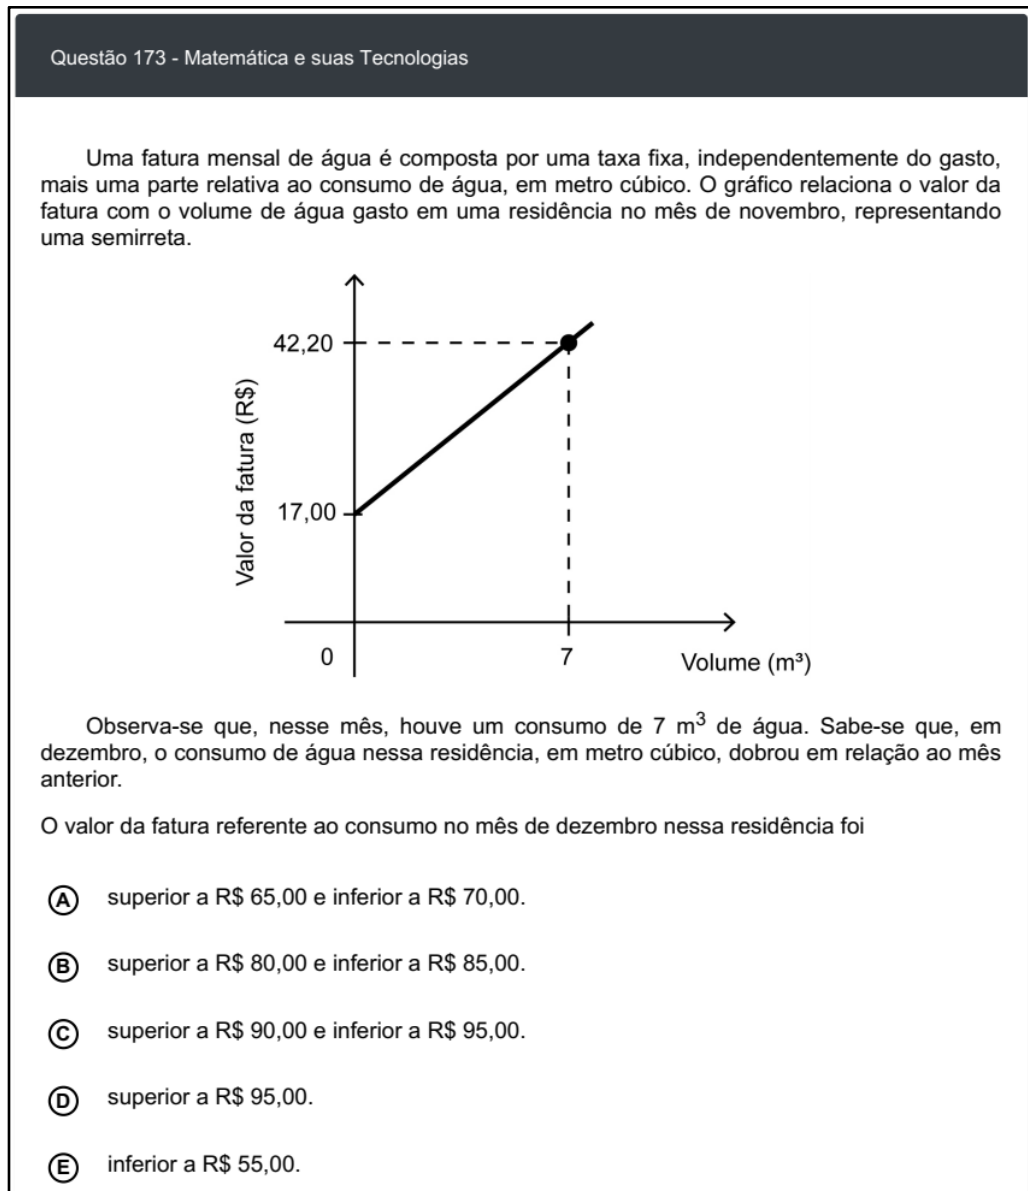 Questão 173 - Matemática e suas Tecnologias
Uma fatura mensal de água é composta por uma taxa fixa, independentemente do gasto,
mais uma parte relativa ao consumo de água, em metro cúbico. O gráfico relaciona o valor da
fatura com o volume de água gasto em uma residência no mês de novembro, representando
uma semirreta.
42,20
Valor da fatura (R$)
17,00
0
7
Volume (m³)
Observa-se que, nesse mês, houve um consumo de 7 m³ de água. Sabe-se que, em
dezembro, o consumo de água nessa residência, em metro cúbico, dobrou em relação ao mês
anterior.
O valor da fatura referente ao consumo no mês de dezembro nessa residência foi
A superior a R$ 65,00 e inferior a R$ 70,00.
B superior a R$ 80,00 e inferior a R$ 85,00.
C superior a R$ 90,00 e inferior a R$ 95,00.
D superior a R$ 95,00.
E inferior a R$ 55,00.